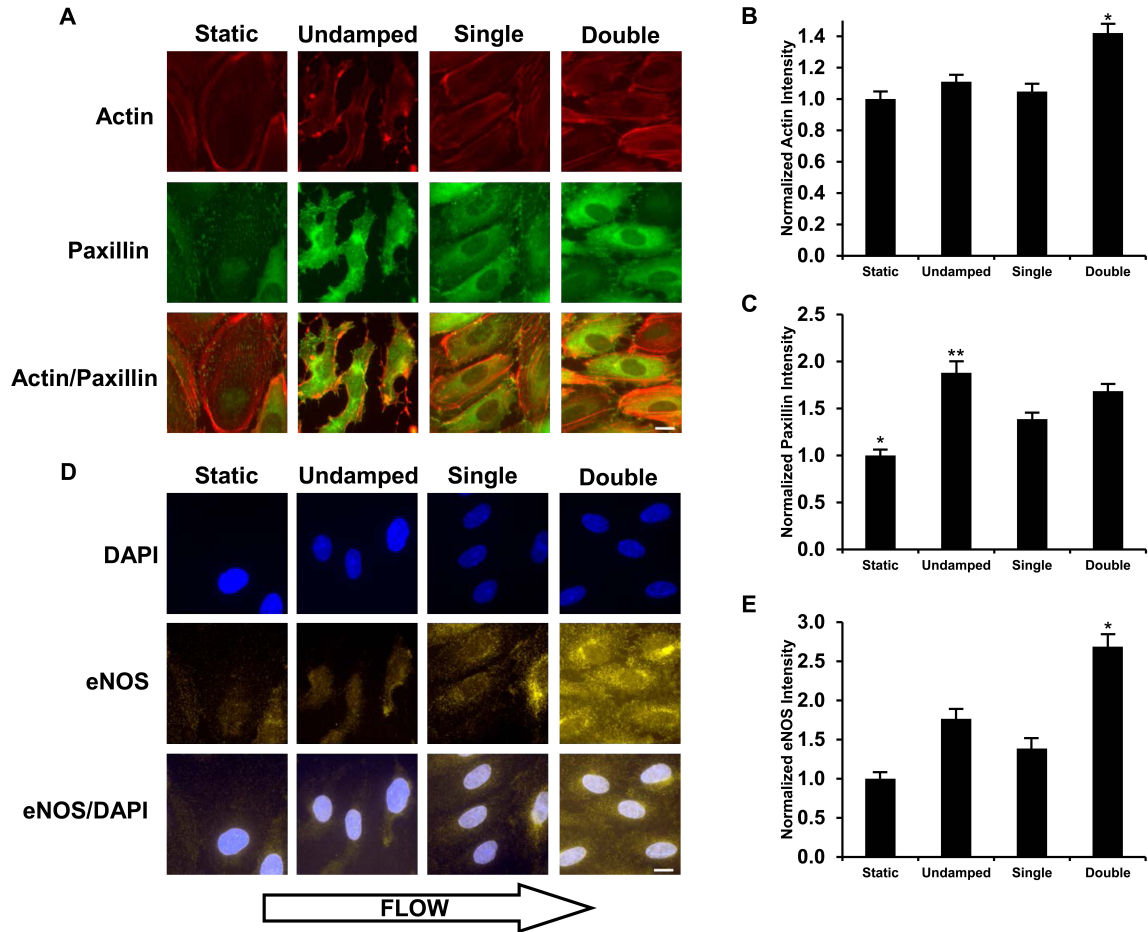 A
Static Undamped Single Double
Actin
Paxillin
Actin/Paxillin
B
Normalized Actin Intensity
1.4
1.2
1.0
0.8
0.6
0.4
0.2
0.0
*
Static Undamped Single Double
C
Normalized Paxillin Intensity
2.5
2.0
1.5
1.0
0.5
0.0
*
**
Static Undamped Single Double
D
Static Undamped Single Double
DAPI
eNOS
eNOS/DAPI
FLOW
E
Normalized eNOS Intensity
3.0
2.5
2.0
1.5
1.0
0.5
0.0
*
Static Undamped Single Double